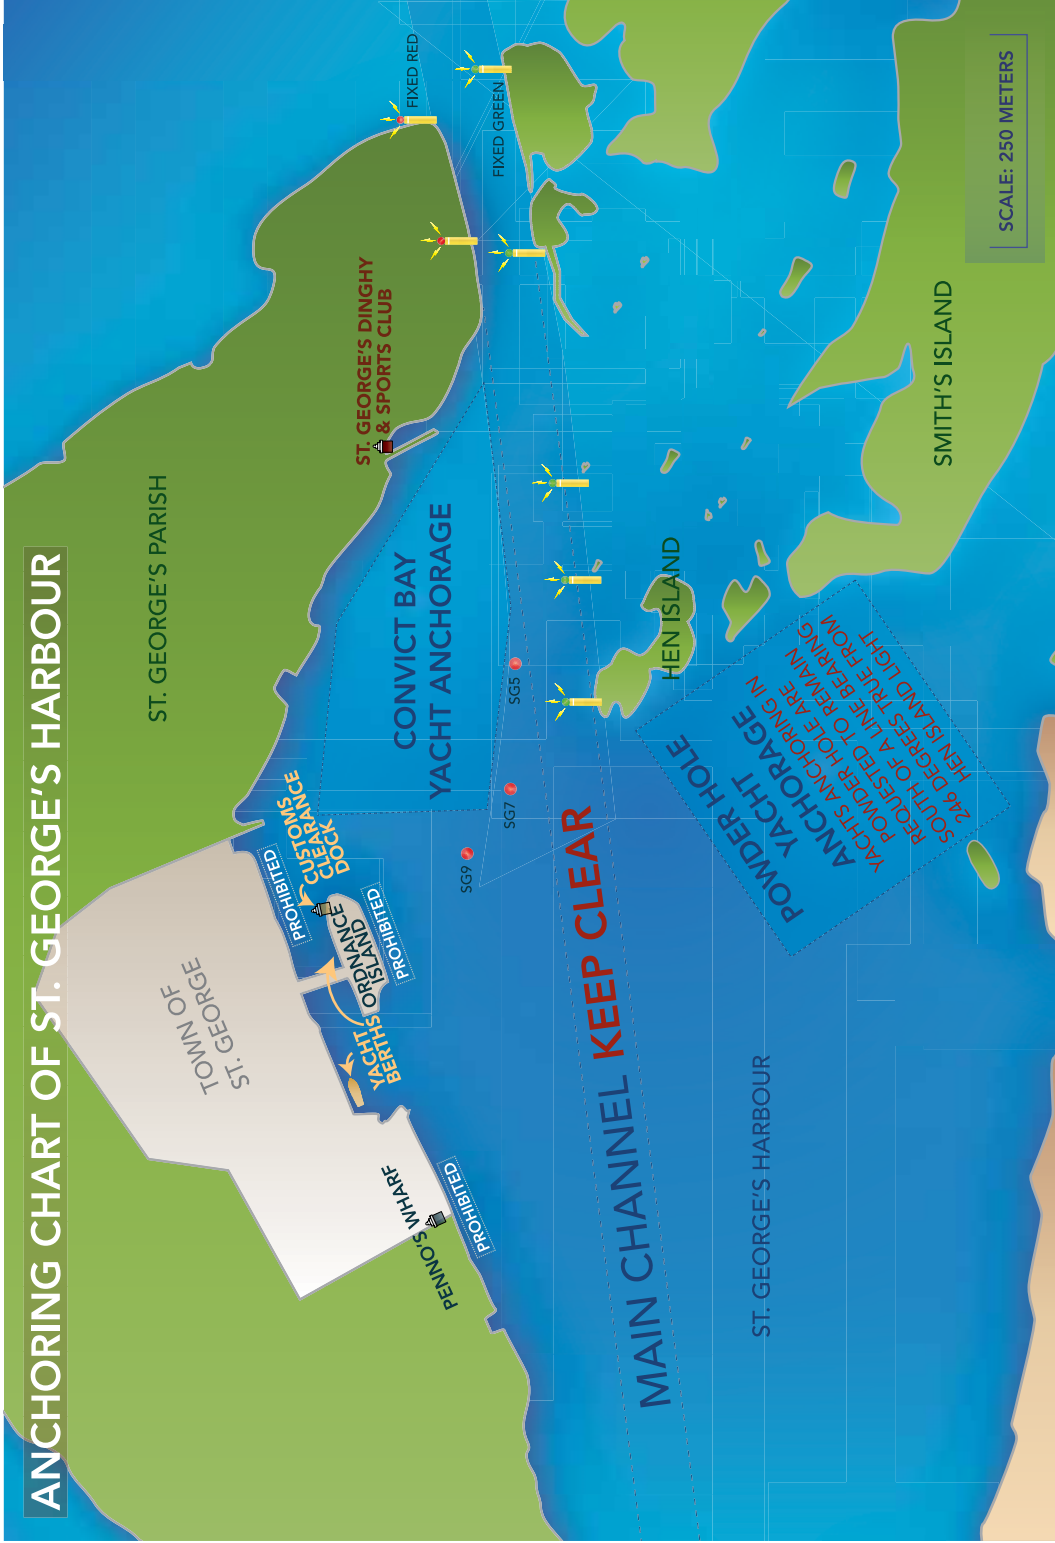 ANCHORING CHART OF ST. GEORGE'S HARBOUR
ST. GEORGE'S PARISH
TOWN OF
ST. GEORGE
PENNO'S WHARF
PROHIBITED
YACHT
BERTHS
ORDNANCE
ISLAND
PROHIBITED
PROHIBITED
CUSTOMS
CLEARANCE
DOCK
ST. GEORGE'S DINGHY
& SPORTS CLUB
FIXED RED
FIXED GREEN
CONVICT BAY
YACHT ANCHORAGE
SG9
SG7
SG5
MAIN CHANNEL KEEP CLEAR
HEN ISLAND
POWDER HOLE
YACHT
ANCHORAGE
YACHTS ANCHORING IN
POWDER HOLE ARE
REQUESTED TO REMAIN
SOUTH OF A LINE BEARING
246 DEGREES TRUE FROM
HEN ISLAND LIGHT
ST. GEORGE'S HARBOUR
SMITH'S ISLAND
SCALE: 250 METERS